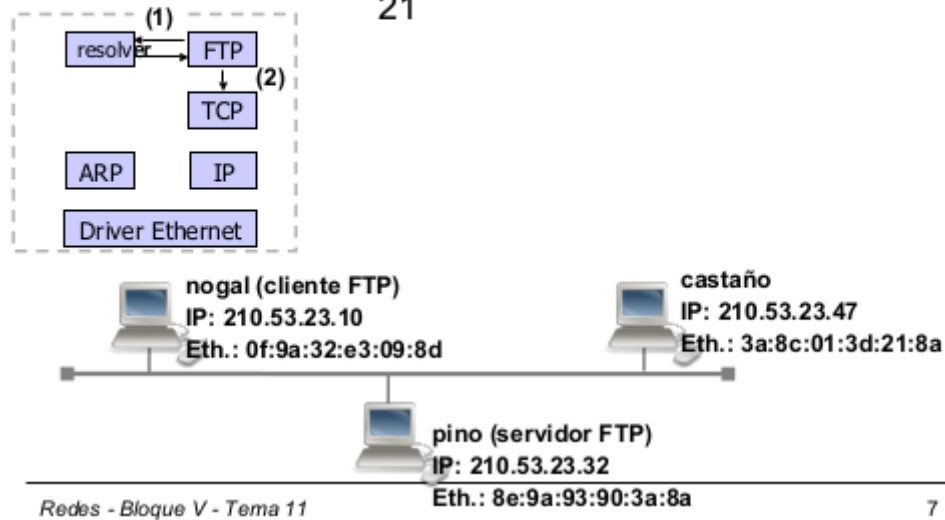 21
(1)
resolver
FTP
(2)
TCP
ARP
IP
Driver Ethernet
nogal (cliente FTP)
IP: 210.53.23.10
Eth.: 0f:9a:32:e3:09:8d
castaño
IP: 210.53.23.47
Eth.: 3a:8c:01:3d:21:8a
pino (servidor FTP)
IP: 210.53.23.32
Eth.: 8e:9a:93:90:3a:8a
Redes - Bloque V - Tema 11
7